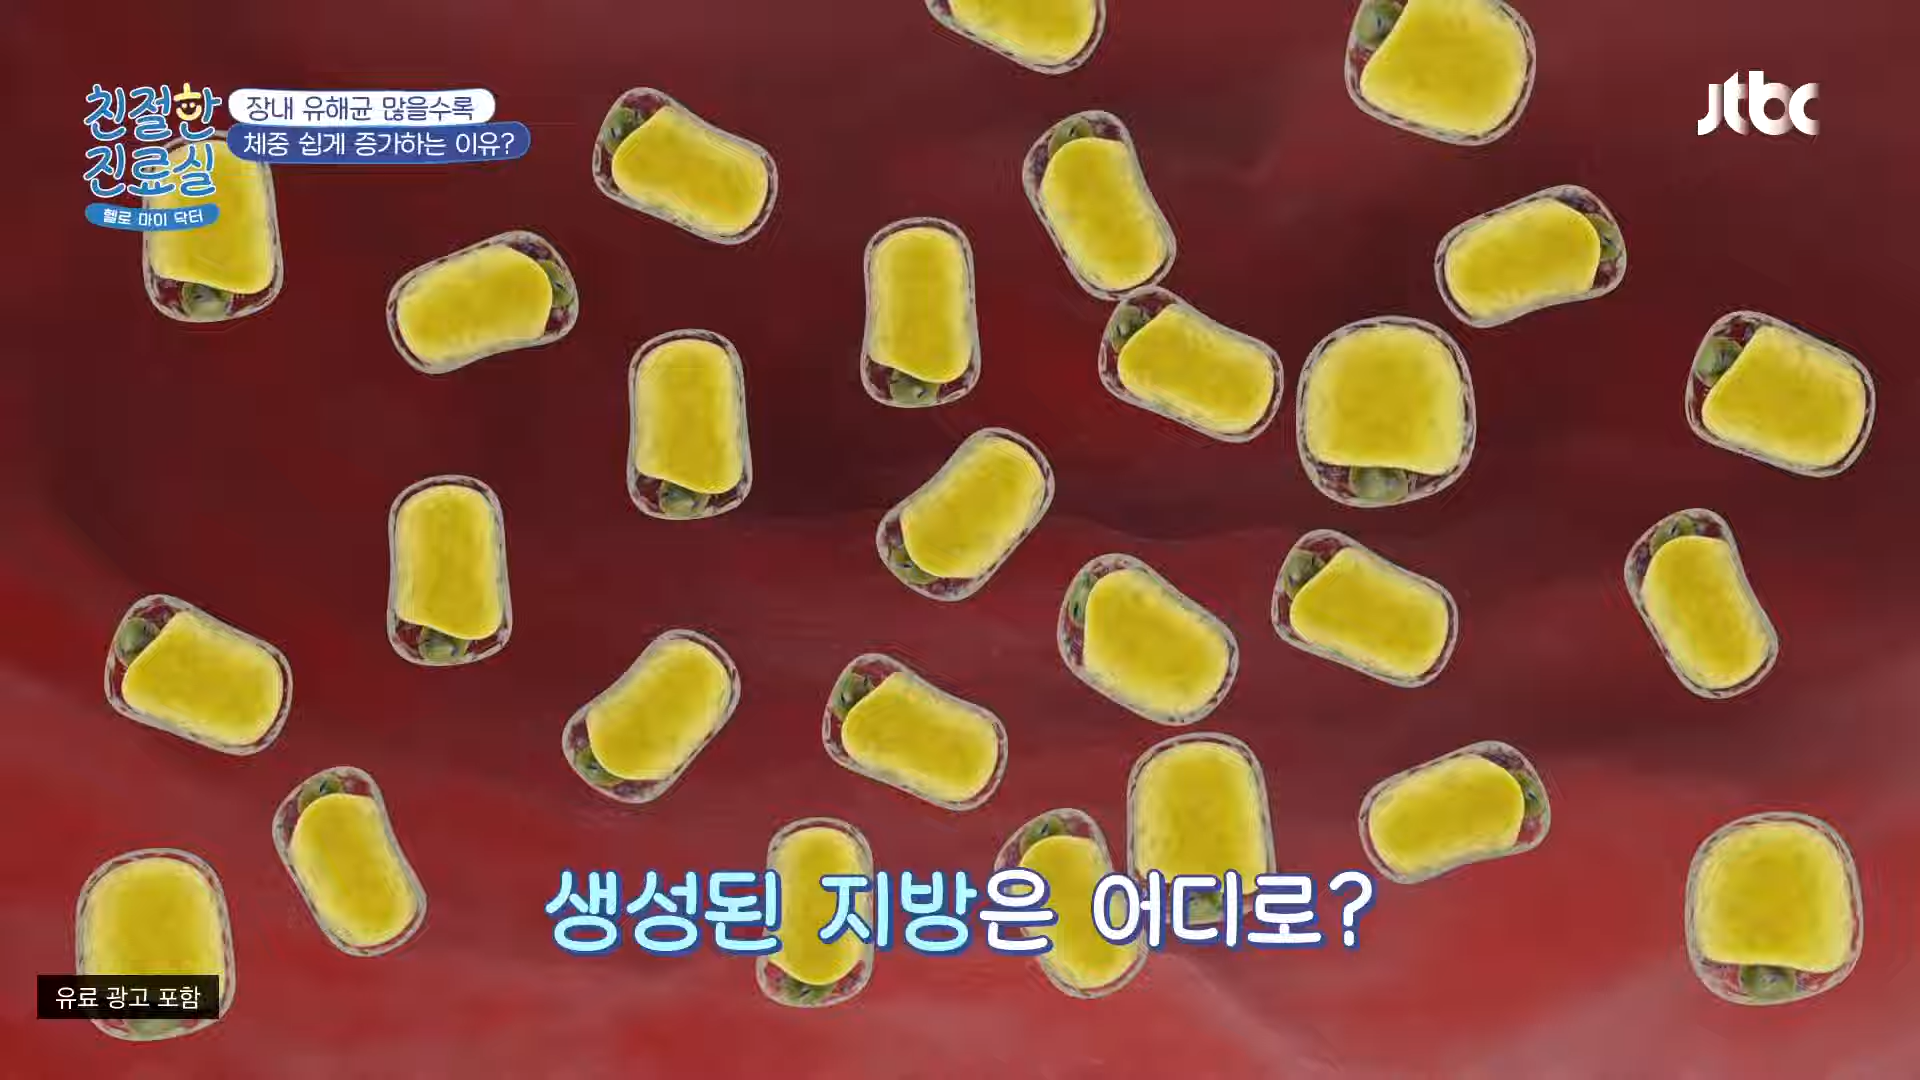 친절한
진료실
헬로 마이 닥터
장내 유해균 많을수록
체중 쉽게 증가하는 이유?
jtbc
생성된 지방은 어디로?
유료 광고 포함